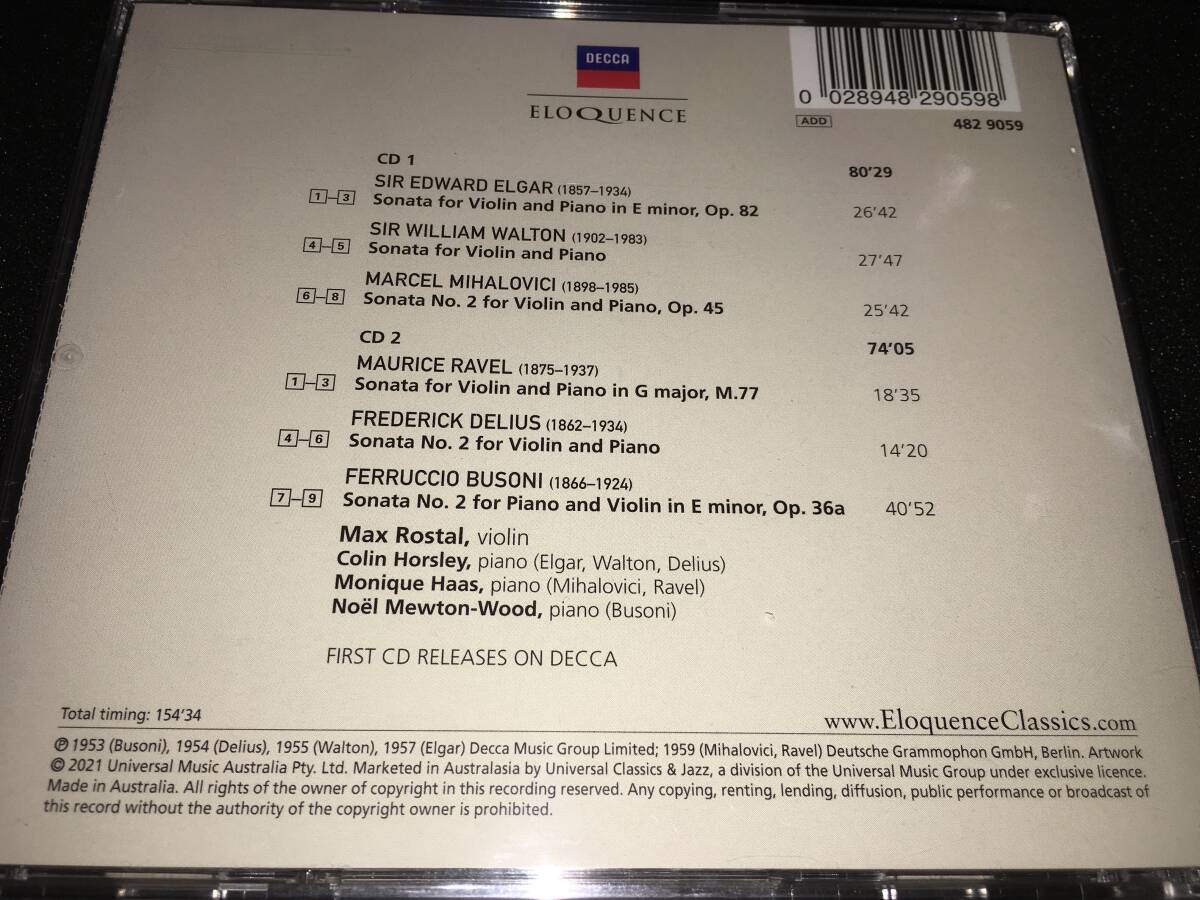 DECCA
ELOQUENCE
0 028948 290598
ADD 482 9059
CD 1 80'29
SIR EDWARD ELGAR (1857–1934)
1–3 Sonata for Violin and Piano in E minor, Op. 82 26'42
SIR WILLIAM WALTON (1902–1983)
4–5 Sonata for Violin and Piano 27'47
MARCEL MIHALOVICI (1898–1985)
6–8 Sonata No. 2 for Violin and Piano, Op. 45 25'42
CD 2 74'05
MAURICE RAVEL (1875–1937)
1–3 Sonata for Violin and Piano in G major, M.77 18'35
FREDERICK DELIUS (1862–1934)
4–6 Sonata No. 2 for Violin and Piano 14'20
FERRUCCIO BUSONI (1866–1924)
7–9 Sonata No. 2 for Piano and Violin in E minor, Op. 36a 40'52
Max Rostal, violin
Colin Horsley, piano (Elgar, Walton, Delius)
Monique Haas, piano (Mihalovici, Ravel)
Noël Mewton-Wood, piano (Busoni)
FIRST CD RELEASES ON DECCA
Total timing: 154'34
www.EloquenceClassics.com
℗ 1953 (Busoni), 1954 (Delius), 1955 (Walton), 1957 (Elgar) Decca Music Group Limited; 1959 (Mihalovici, Ravel) Deutsche Grammophon GmbH, Berlin. Artwork
© 2021 Universal Music Australia Pty. Ltd. Marketed in Australasia by Universal Classics & Jazz, a division of the Universal Music Group under exclusive licence.
Made in Australia. All rights of the owner of copyright in this recording reserved. Any copying, renting, lending, diffusion, public performance or broadcast of
this record without the authority of the copyright owner is prohibited.